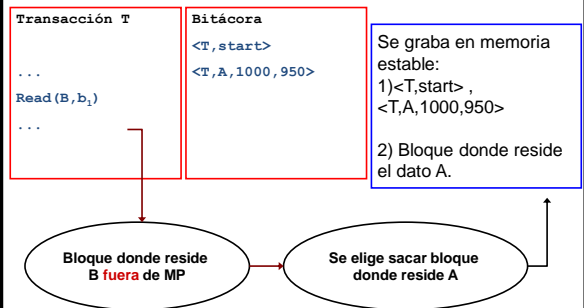 Transacción T
...
Read(B,b1)
...
Bitácora
<T,start>
<T,A,1000,950>
Se graba en memoria
estable:
1)<T,start> ,
<T,A,1000,950>
2) Bloque donde reside
el dato A.
Bloque donde reside
B fuera de MP
Se elige sacar bloque
donde reside A